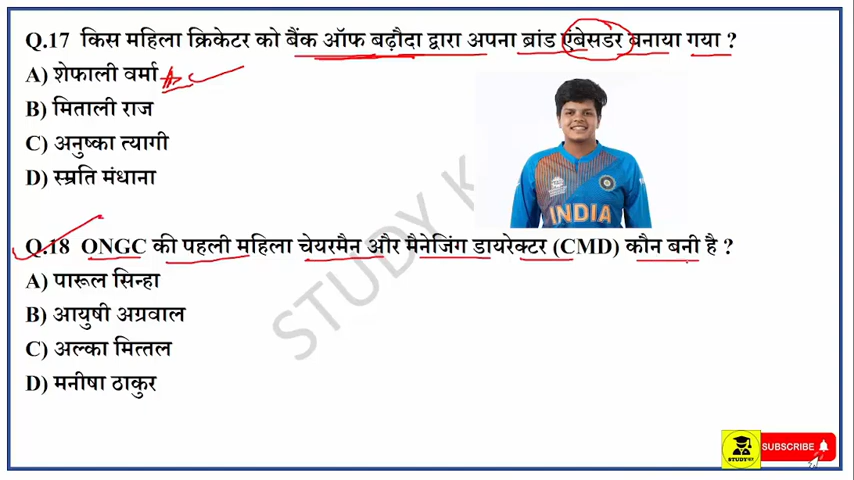 Q.17 किस महिला क्रिकेटर को बैंक ऑफ बढ़ौदा द्वारा अपना ब्रांड एंबेसडर बनाया गया ?
A) शेफाली वर्मा
B) मिताली राज
C) अनुष्का त्यागी
D) स्म्रति मंधाना
INDIA
Q.18 ONGC की पहली महिला चेयरमैन और मैनेजिंग डायरेक्टर (CMD) कौन बनी है ?
A) पारूल सिन्हा
B) आयुषी अग्रवाल
C) अल्का मित्तल
D) मनीषा ठाकुर
STUDY K
SUBSCRIBE